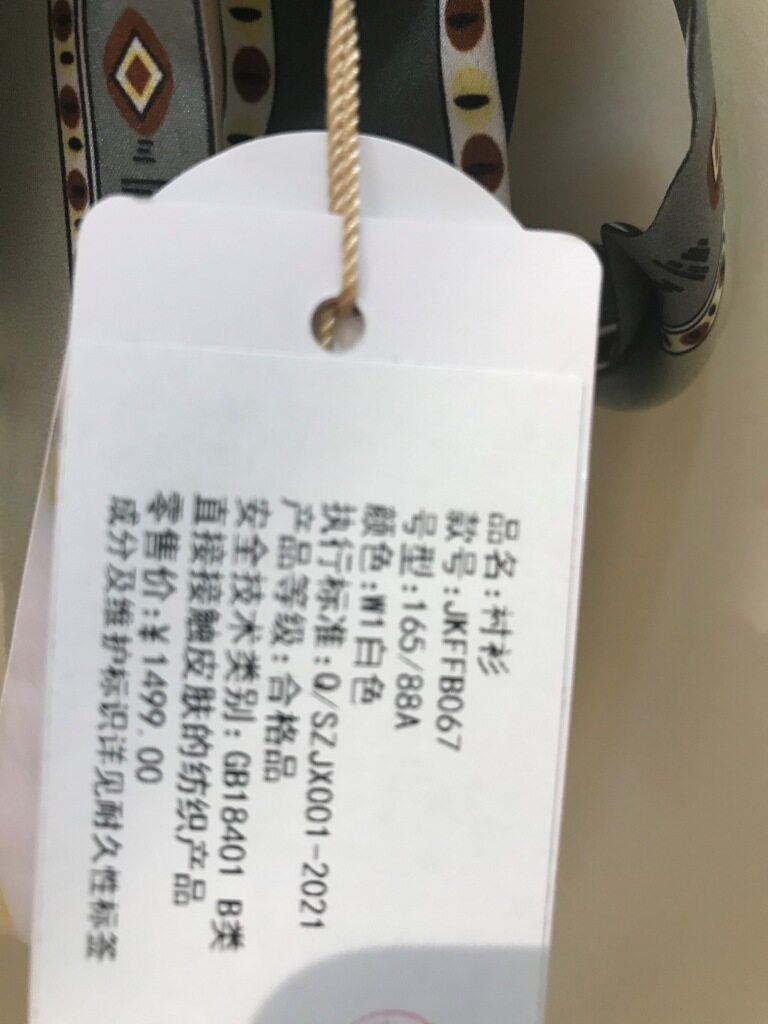 品名:衬衫
款号:JKFFB067
号型:165/88A
颜色:W1白色
执行标准:Q/SZJX001-2021
产品等级:合格品
安全技术类别:GB18401 B类
直接接触皮肤的纺织产品
零售价:¥1499.00
成分及维护标识详见耐久性标签